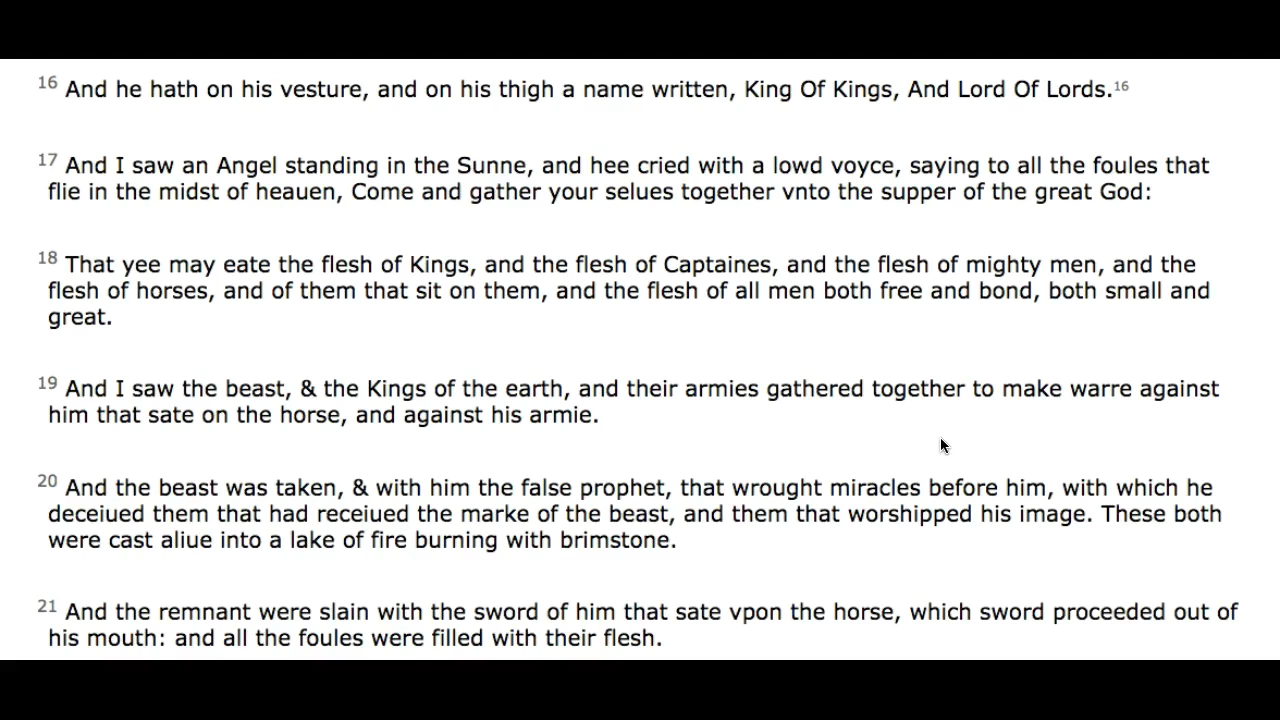 16 And he hath on his vesture, and on his thigh a name written, King Of Kings, And Lord Of Lords.16
17 And I saw an Angel standing in the Sunne, and hee cried with a lowd voyce, saying to all the foules that
flie in the midst of heauen, Come and gather your selues together vnto the supper of the great God:
18 That yee may eate the flesh of Kings, and the flesh of Captaines, and the flesh of mighty men, and the
flesh of horses, and of them that sit on them, and the flesh of all men both free and bond, both small and
great.
19 And I saw the beast, & the Kings of the earth, and their armies gathered together to make warre against
him that sate on the horse, and against his armie.
20 And the beast was taken, & with him the false prophet, that wrought miracles before him, with which he
deceiued them that had receiued the marke of the beast, and them that worshipped his image. These both
were cast aliue into a lake of fire burning with brimstone.
21 And the remnant were slain with the sword of him that sate vpon the horse, which sword proceeded out of
his mouth: and all the foules were filled with their flesh.